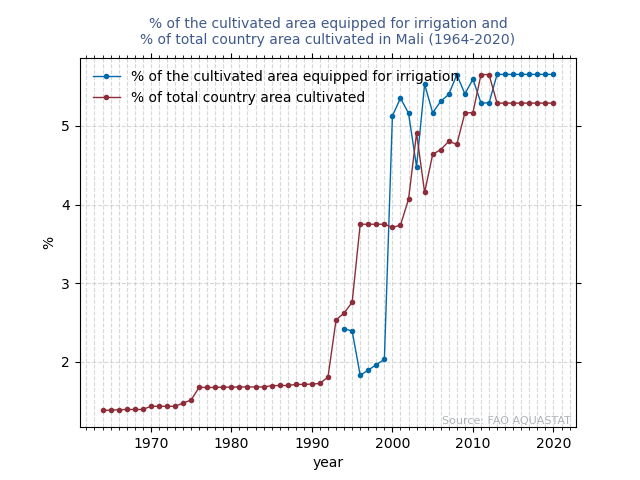 % of the cultivated area equipped for irrigation and
% of total country area cultivated in Mali (1964-2020)
% of the cultivated area equipped for irrigation
% of total country area cultivated
%
5
4
3
2
Source: FAO AQUASTAT
1970 1980 1990 2000 2010 2020
year